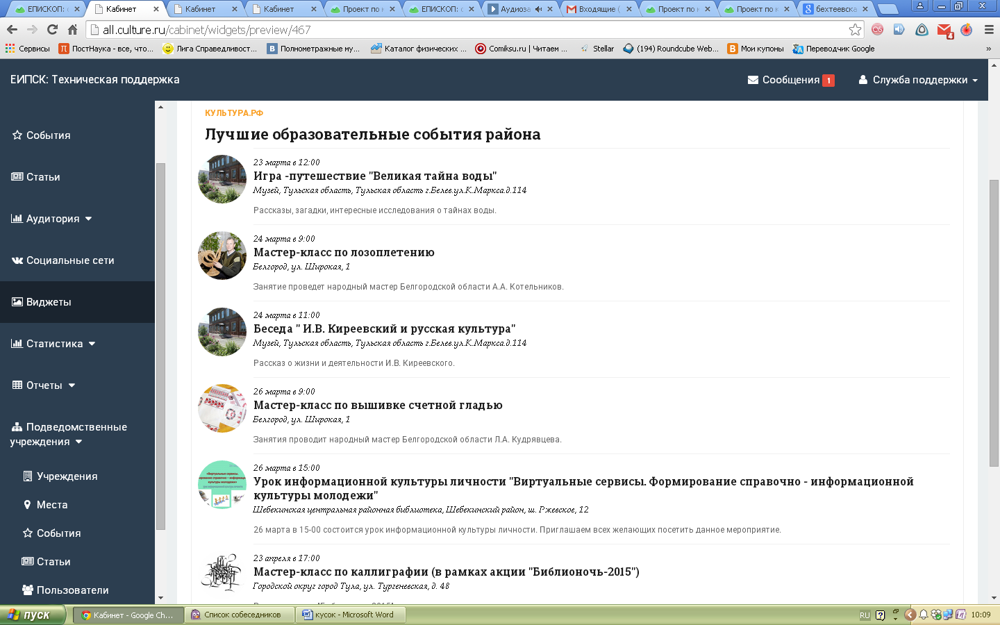 ЕПИСКОП: с
Кабинет
Кабинет
Кабинет
Проект по к
ЕПИСКОП: с
Аудиоза
Входящие (
Проект по к
Проект по к
бехтеевска
all.culture.ru/cabinet/widgets/preview/467
4
Сервисы
ПостНаука - все, что...
Лига Справедливост...
Полнометражные му...
Каталог физических ...
Comiksu.ru | Читаем ...
Stellar
(194) Roundcube Web...
Мои купоны
Переводчик Google
»
ЕИПСК: Техническая поддержка
Сообщения 1
Служба поддержки
События
Статьи
Аудитория
Социальные сети
Виджеты
Статистика
Отчеты
Подведомственные
учреждения
Учреждения
Места
События
Статьи
Пользователи
КУЛЬТУРА.РФ
Лучшие образовательные события района
23 марта в 12:00
Игра -путешествие "Великая тайна воды"
Музей, Тульская область, Тульская область г.Белев.ул.К.Маркса.д.114
Рассказы, загадки, интересные исследования о тайнах воды.
24 марта в 9:00
Мастер-класс по лозоплетению
Белгород, ул. Широкая, 1
Занятие проведет народный мастер Белгородской области А.А. Котельников.
24 марта в 11:00
Беседа " И.В. Киреевский и русская культура"
Музей, Тульская область, Тульская область г.Белев.ул.К.Маркса.д.114
Рассказ о жизни и деятельности И.В. Киреевского.
26 марта в 9:00
Мастер-класс по вышивке счетной гладью
Белгород, ул. Широкая, 1
Занятия проводит народный мастер Белгородской области Л.А. Кудрявцева.
26 марта в 15:00
Урок информационной культуры личности "Виртуальные сервисы. Формирование справочно - информационной
культуры молодежи"
Шебекинская центральная районная библиотека, Шебекинский район, ш. Ржевское, 12
26 марта в 15-00 состоится урок информационной культуры личности. Приглашаем всех желающих посетить данное мероприятие.
23 апреля в 17:00
Мастер-класс по каллиграфии (в рамках акции "Библионочь-2015")
Городской округ город Тула, ул. Тургеневская, д. 48
пуск
Кабинет - Google Ch...
Список собеседников
кусок - Microsoft Word
RU
10:09